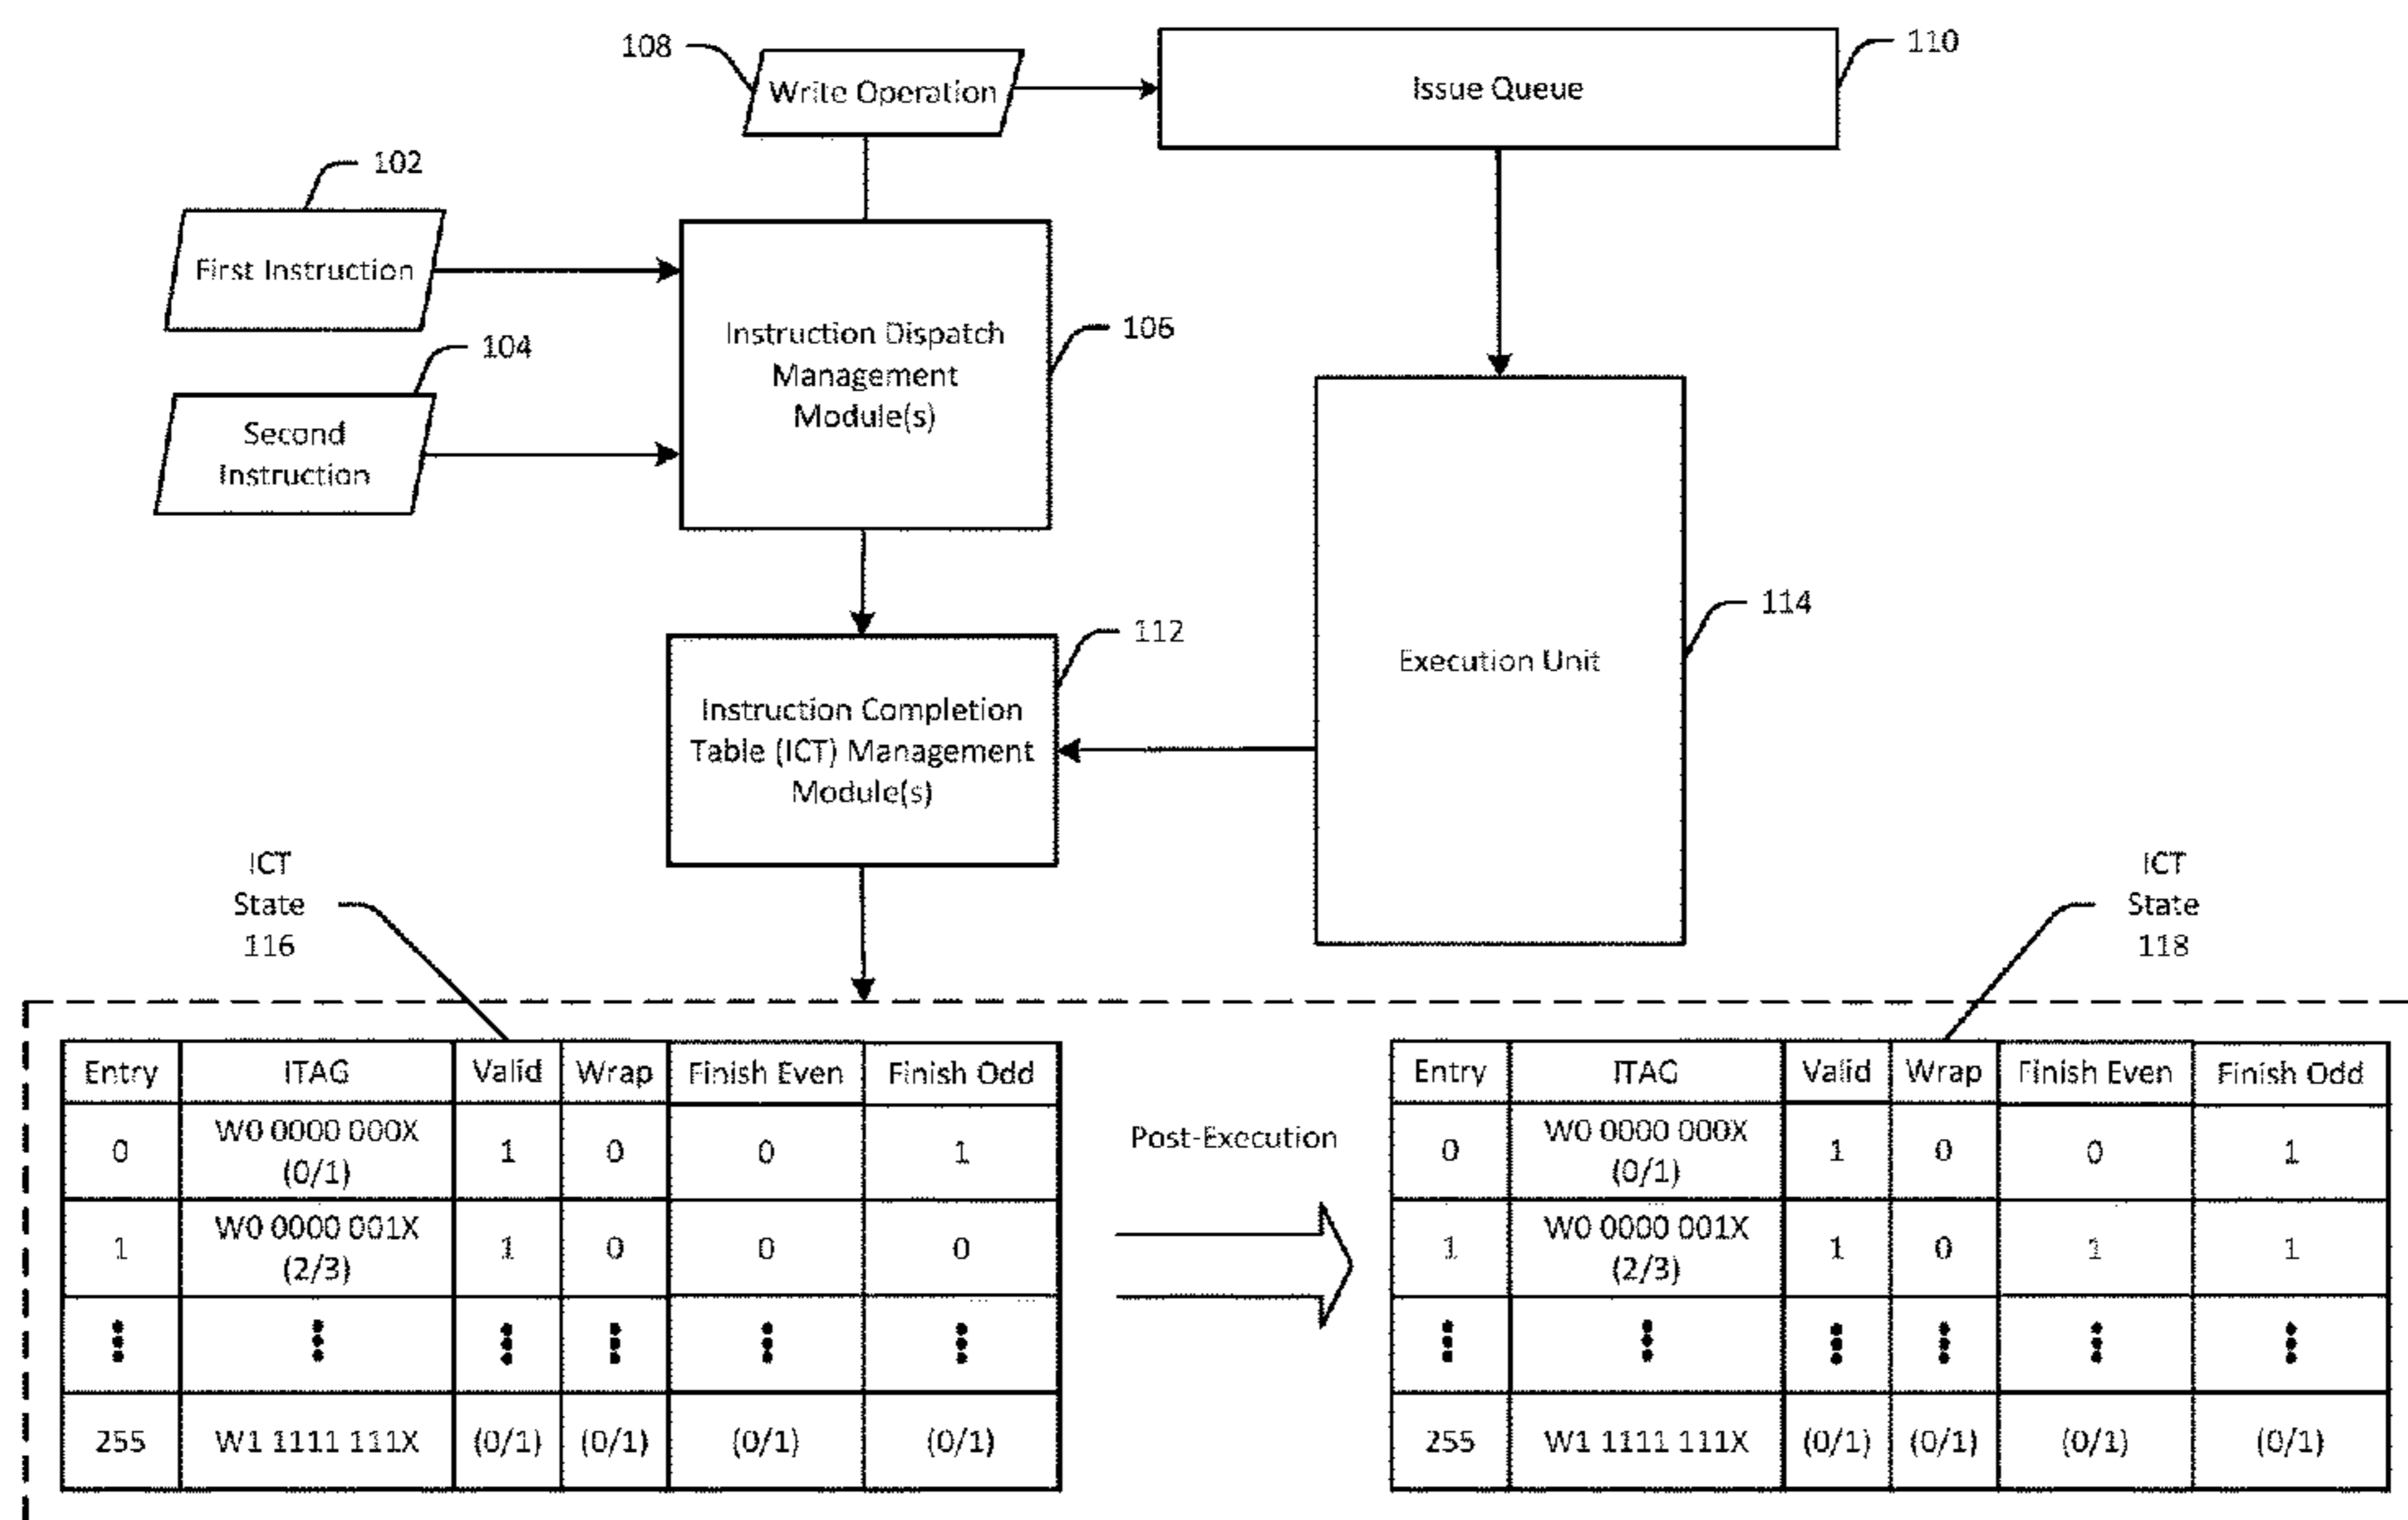 108
Write Operation
Issue Queue
110
102
First Instruction
104
Second
Instruction
Instruction Dispatch
Management
Module(s)
106
Execution Unit
114
112
Instruction Completion
Table (ICT) Management
Module(s)
ICT
State
116
ICT
State
118
Entry ITAG Valid Wrap Finish Even Finish Odd
0 W0 0000 000X (0/1) 1 0 0 1
1 W0 0000 001X (2/3) 1 0 0 0
255 W1 1111 111X (0/1) (0/1) (0/1) (0/1)
Post-Execution
Entry ITAG Valid Wrap Finish Even Finish Odd
0 W0 0000 000X (0/1) 1 0 0 1
1 W0 0000 001X (2/3) 1 0 1 1
255 W1 1111 111X (0/1) (0/1) (0/1) (0/1)